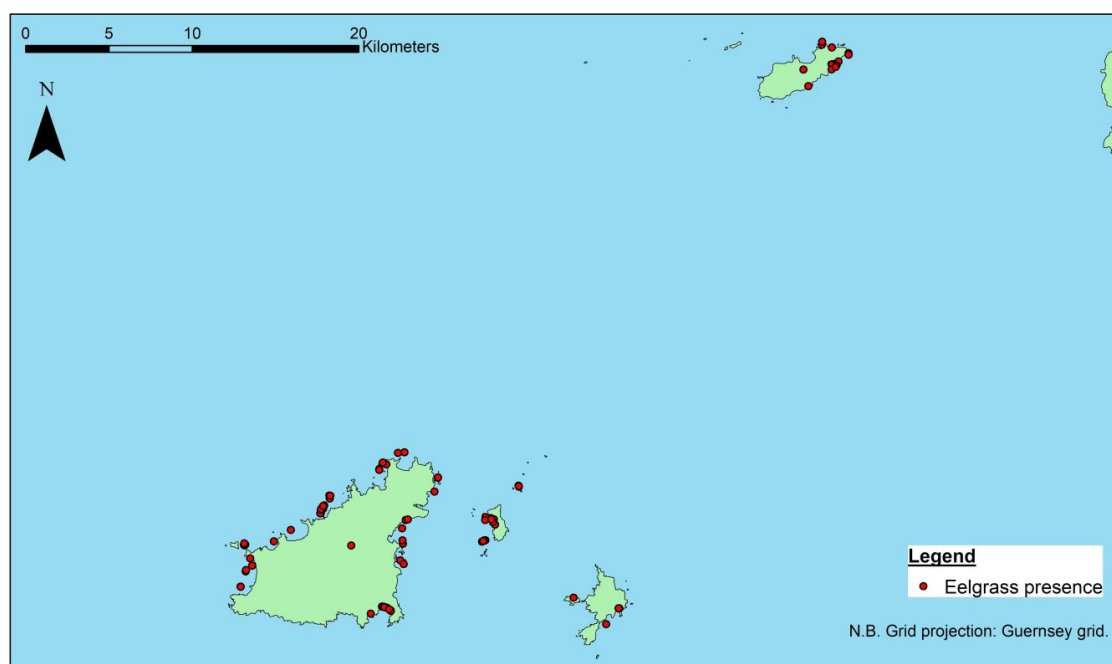 0 5 10 20
Kilometers
N
Legend
Eelgrass presence
N.B. Grid projection: Guernsey grid.